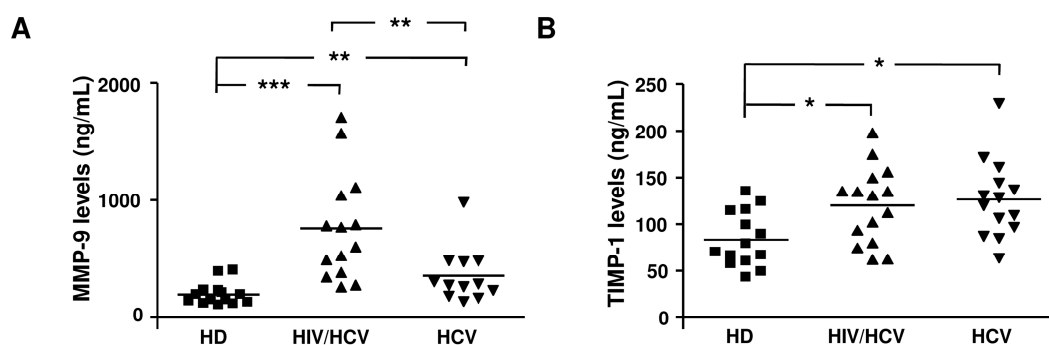 A
**
**
***
2000
1000
0
MMP-9 levels (ng/mL)
HD HIV/HCV HCV
B
*
*
250
200
150
100
50
0
TIMP-1 levels (ng/mL)
HD HIV/HCV HCV